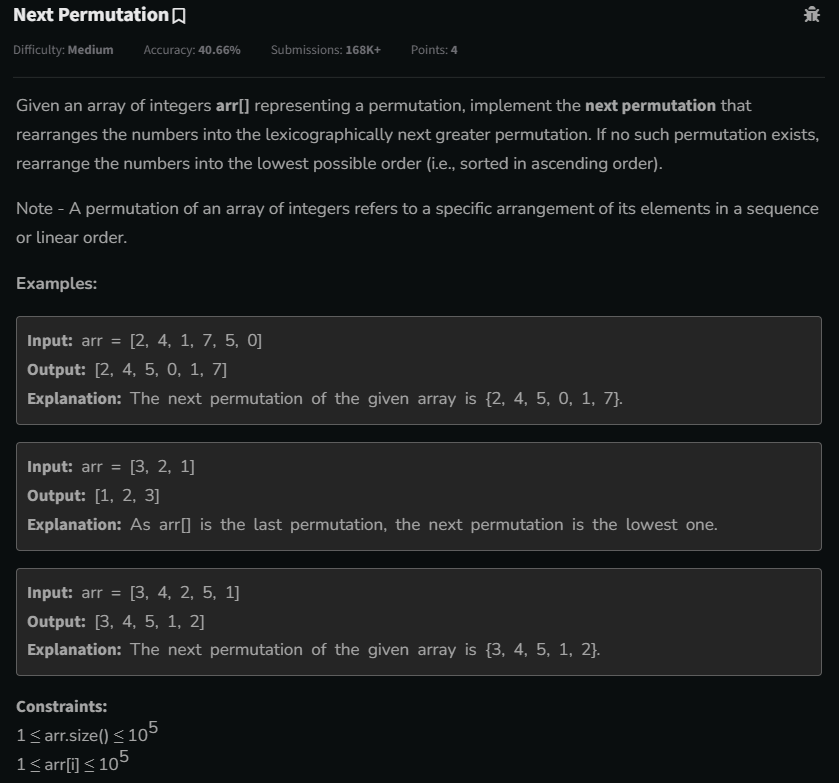 Next Permutation
Difficulty: Medium Accuracy: 40.66% Submissions: 168K+ Points: 4
Given an array of integers arr[] representing a permutation, implement the next permutation that
rearranges the numbers into the lexicographically next greater permutation. If no such permutation exists,
rearrange the numbers into the lowest possible order (i.e., sorted in ascending order).
Note - A permutation of an array of integers refers to a specific arrangement of its elements in a sequence
or linear order.
Examples:
Input: arr = [2, 4, 1, 7, 5, 0]
Output: [2, 4, 5, 0, 1, 7]
Explanation: The next permutation of the given array is {2, 4, 5, 0, 1, 7}.
Input: arr = [3, 2, 1]
Output: [1, 2, 3]
Explanation: As arr[] is the last permutation, the next permutation is the lowest one.
Input: arr = [3, 4, 2, 5, 1]
Output: [3, 4, 5, 1, 2]
Explanation: The next permutation of the given array is {3, 4, 5, 1, 2}.
Constraints:
1 ≤ arr.size() ≤ 10⁵
1 ≤ arr[i] ≤ 10⁵